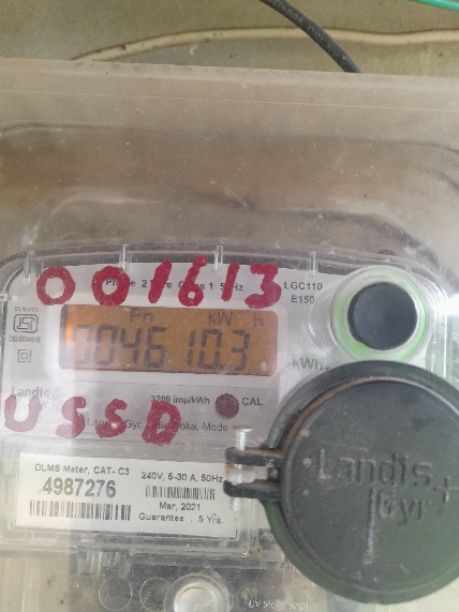 001613
LGC110
E150
Ph kW h
004610.3
kWh
3200 imp/kWh CAL
USSD
DLMS Meter, CAT- C3
4987276
240V, 5-30 A, 50Hz
Mar, 2021
Guarantee : 5 Yrs.
Landis+
Gyr